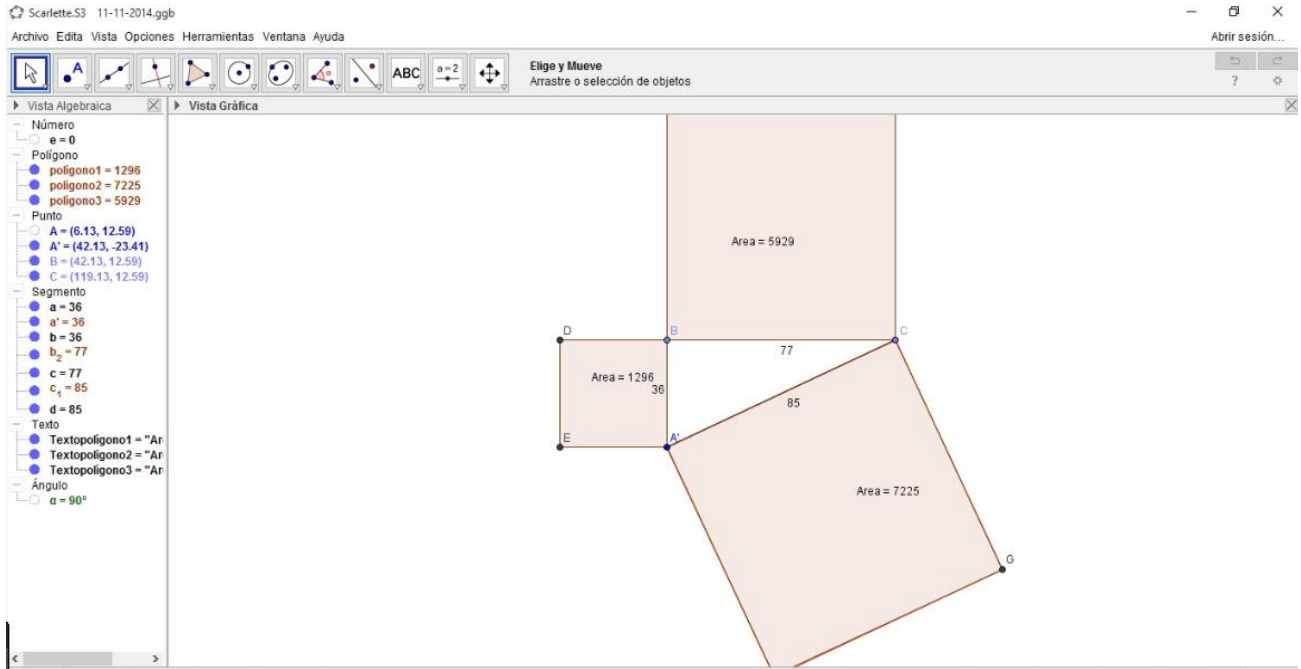 Scarlette.S3 11-11-2014.ggb
Archivo Edita Vista Opciones Herramientas Ventana Ayuda
Abrir sesión...
A
ABC
a=2
Elige y Mueve
Arrastre o selección de objetos
?
Vista Algebraica
Vista Gráfica
Número
e = 0
Polígono
polígono1 = 1296
polígono2 = 7225
polígono3 = 5929
Punto
A = (6.13, 12.59)
A' = (42.13, -23.41)
B = (42.13, 12.59)
C = (119.13, 12.59)
Segmento
a = 36
a' = 36
b = 36
b₂ = 77
c = 77
c₁ = 85
d = 85
Texto
Textopolígono1 = "Ar
Textopolígono2 = "Ar
Textopolígono3 = "Ar
Ángulo
α = 90°
Area = 5929
D
B
C
77
Area = 1296
36
85
E
A'
Area = 7225
G